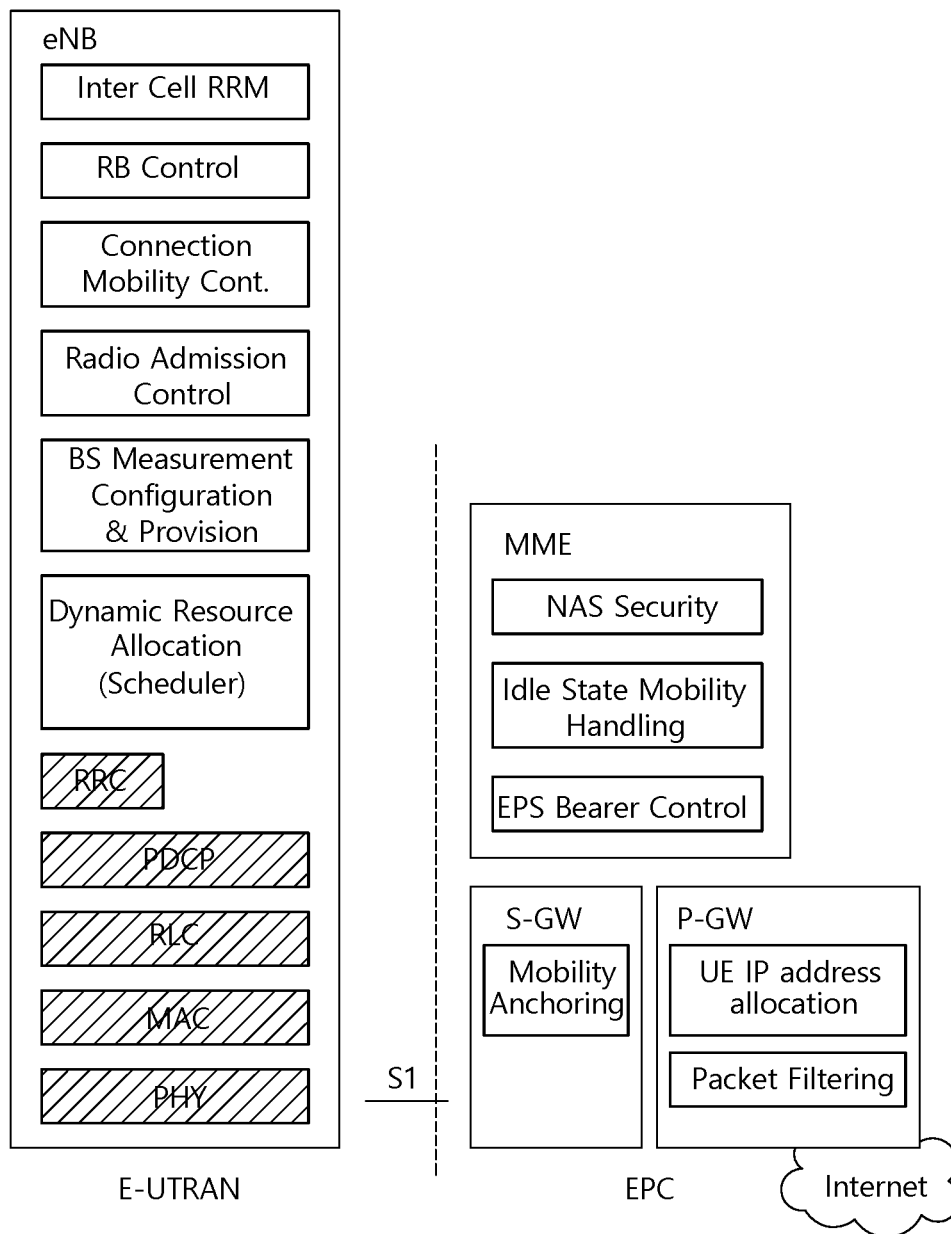 eNB
Inter Cell RRM
RB Control
Connection
Mobility Cont.
Radio Admission
Control
BS Measurement
Configuration
& Provision
Dynamic Resource
Allocation
(Scheduler)
RRC
PDCP
RLC
MAC
PHY
S1
E-UTRAN
MME
NAS Security
Idle State Mobility
Handling
EPS Bearer Control
S-GW
Mobility
Anchoring
P-GW
UE IP address
allocation
Packet Filtering
EPC
Internet